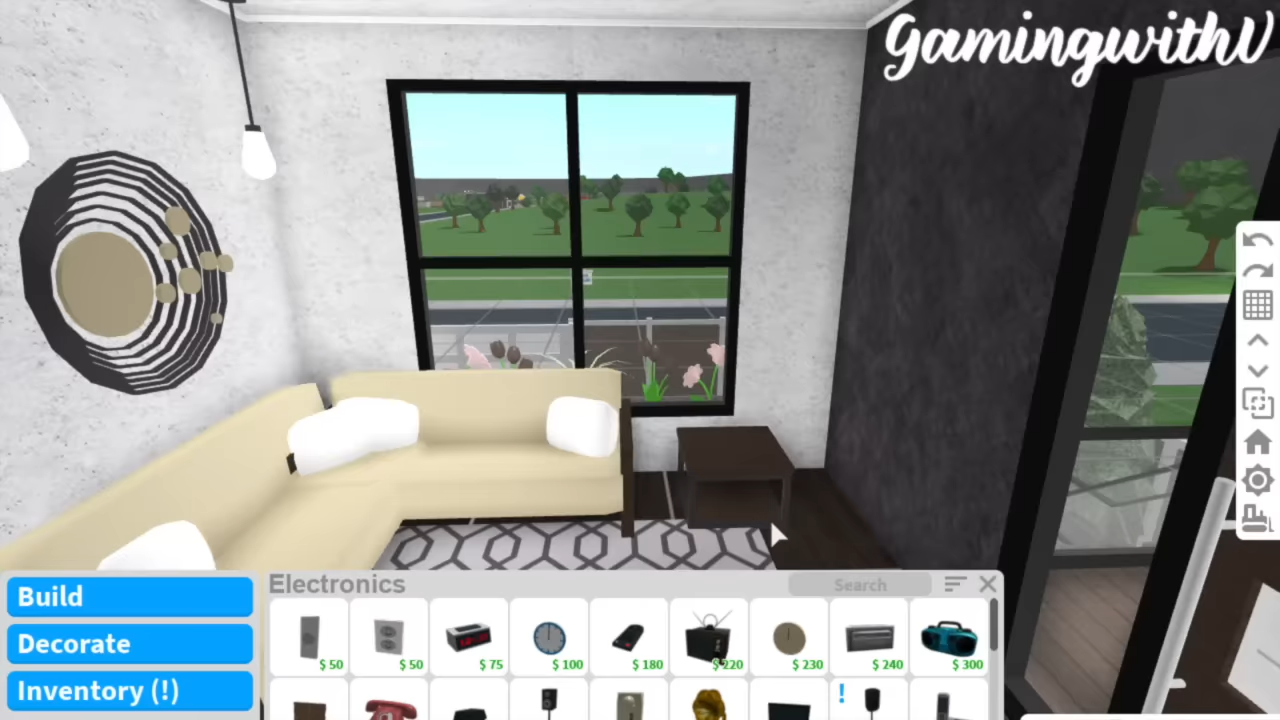 GamingwithV
Electronics
Search
Build
Decorate
Inventory (!)
$ 50
$ 50
$ 75
$ 100
$ 180
$ 220
$ 230
$ 240
$ 300
!